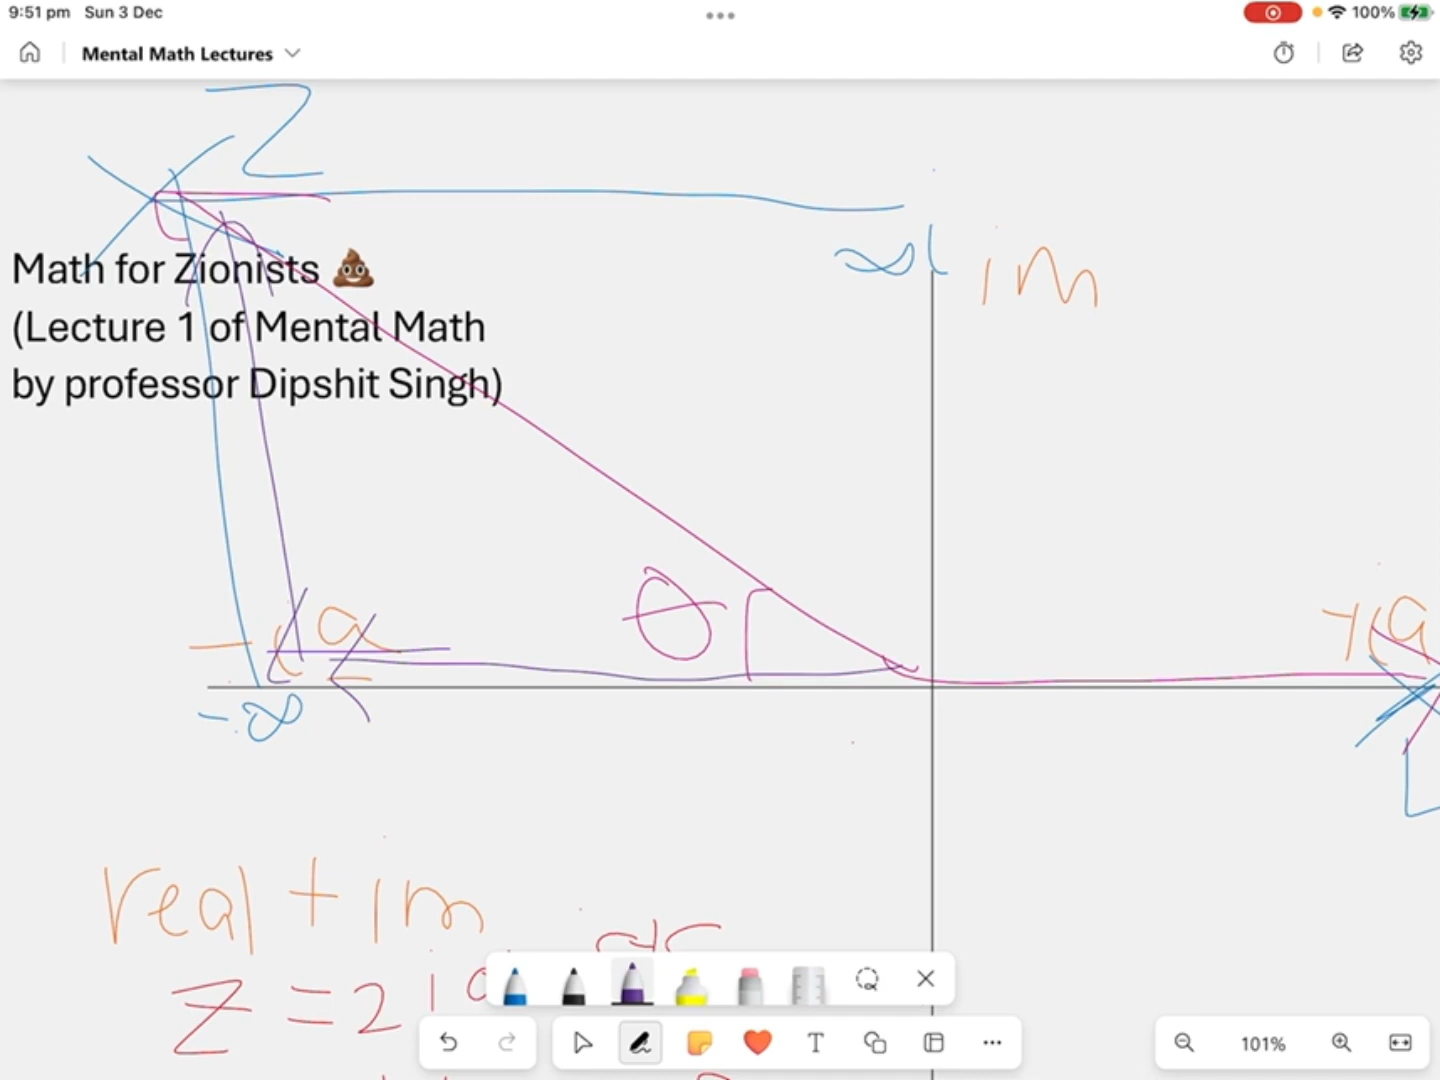 9:51 pm Sun 3 Dec
100%
Mental Math Lectures
Z
Math for Zionists 💩
(Lecture 1 of Mental Math
by professor Dipshit Singh)
im
θ
-∞
real + im
z = 2
T
101%